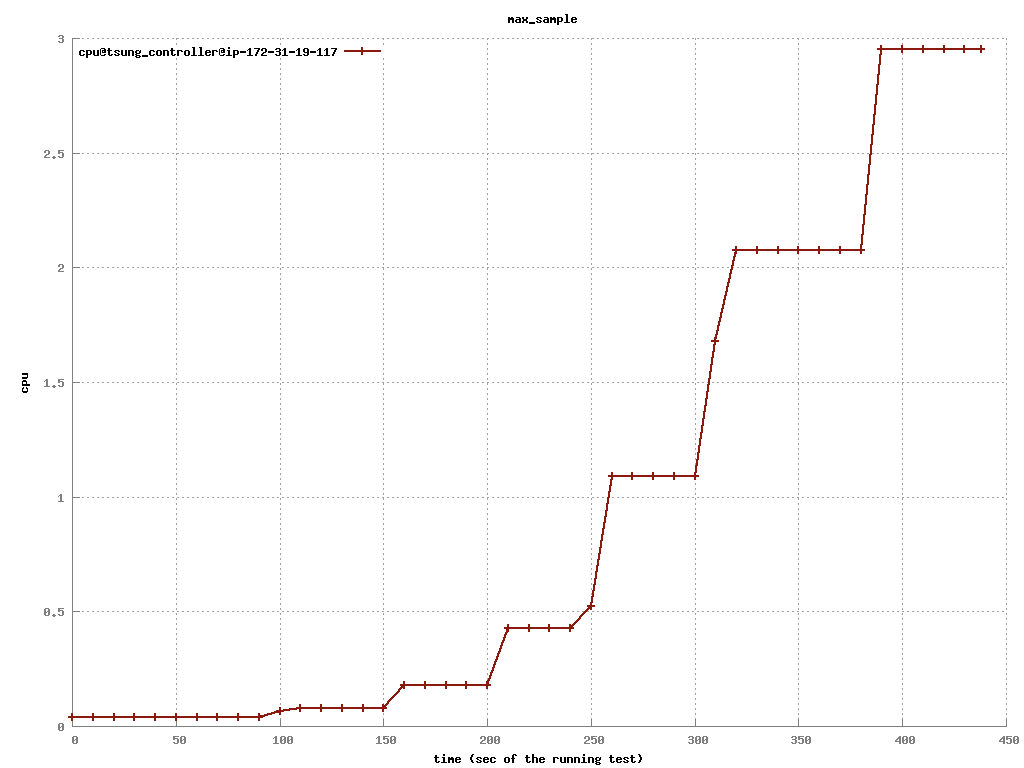 max_sample
cpu@tsung_controller@ip-172-31-19-117
3
2.5
2
1.5
1
0.5
0
cpu
0 50 100 150 200 250 300 350 400 450
time (sec of the running test)